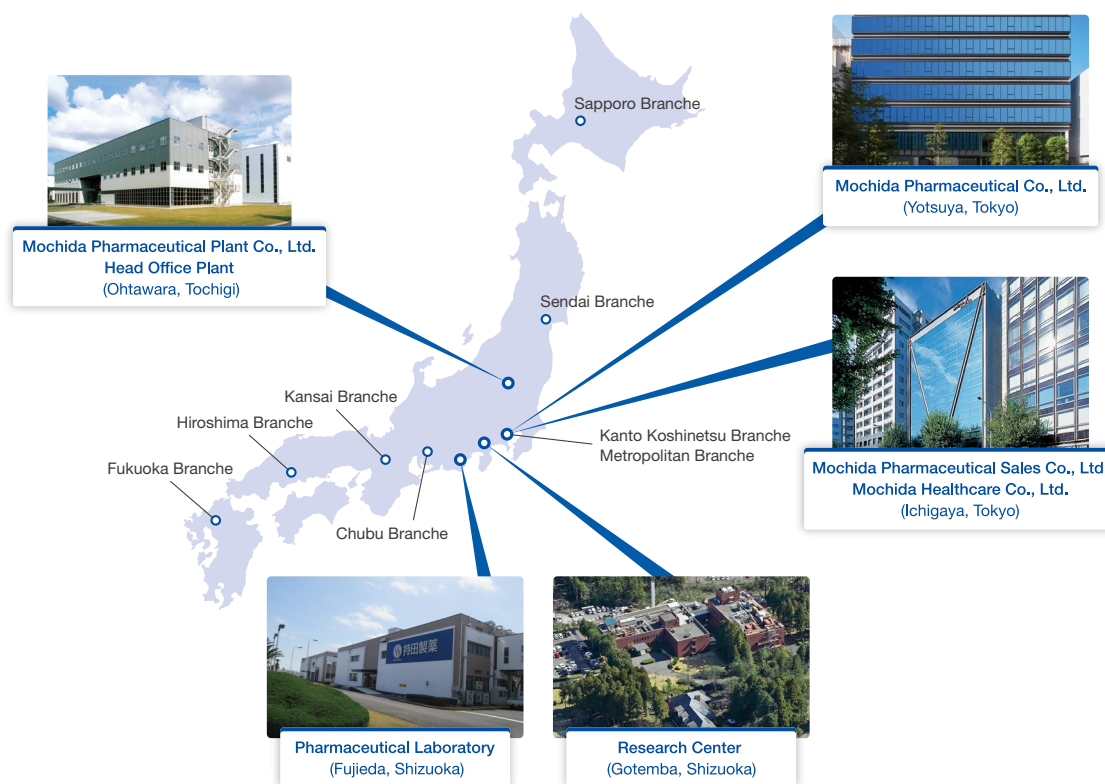 Sapporo Branche
Mochida Pharmaceutical Co., Ltd.
(Yotsuya, Tokyo)
Mochida Pharmaceutical Plant Co., Ltd.
Head Office Plant
(Ohtawara, Tochigi)
Sendai Branche
Kansai Branche
Hiroshima Branche
Fukuoka Branche
Kanto Koshinetsu Branche
Metropolitan Branche
Chubu Branche
Mochida Pharmaceutical Sales Co., Ltd
Mochida Healthcare Co., Ltd.
(Ichigaya, Tokyo)
持田製薬
Pharmaceutical Laboratory
(Fujieda, Shizuoka)
Research Center
(Gotemba, Shizuoka)